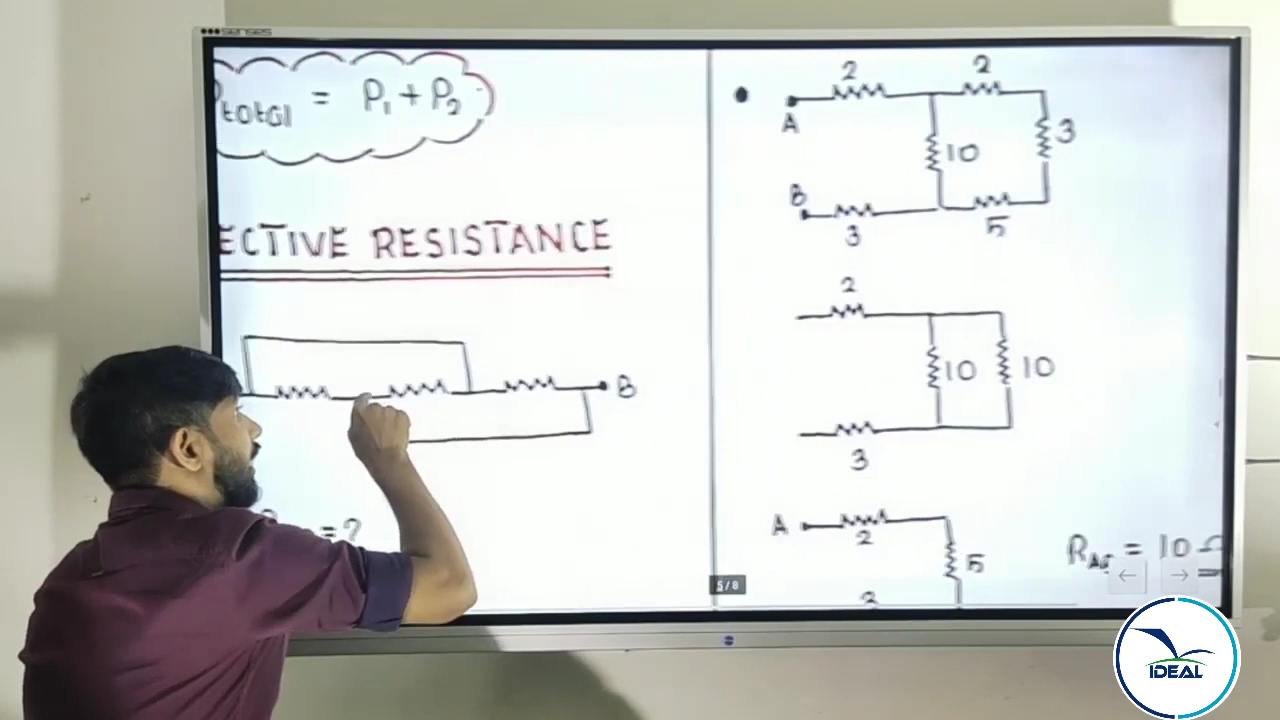 total = P₁ + P₂
ECTIVE RESISTANCE
B
= ?
2 2
A
10 3
B
3 5
2
10 10
3
A
2
5
R_AB = 10 Ω
5/8
IDEAL